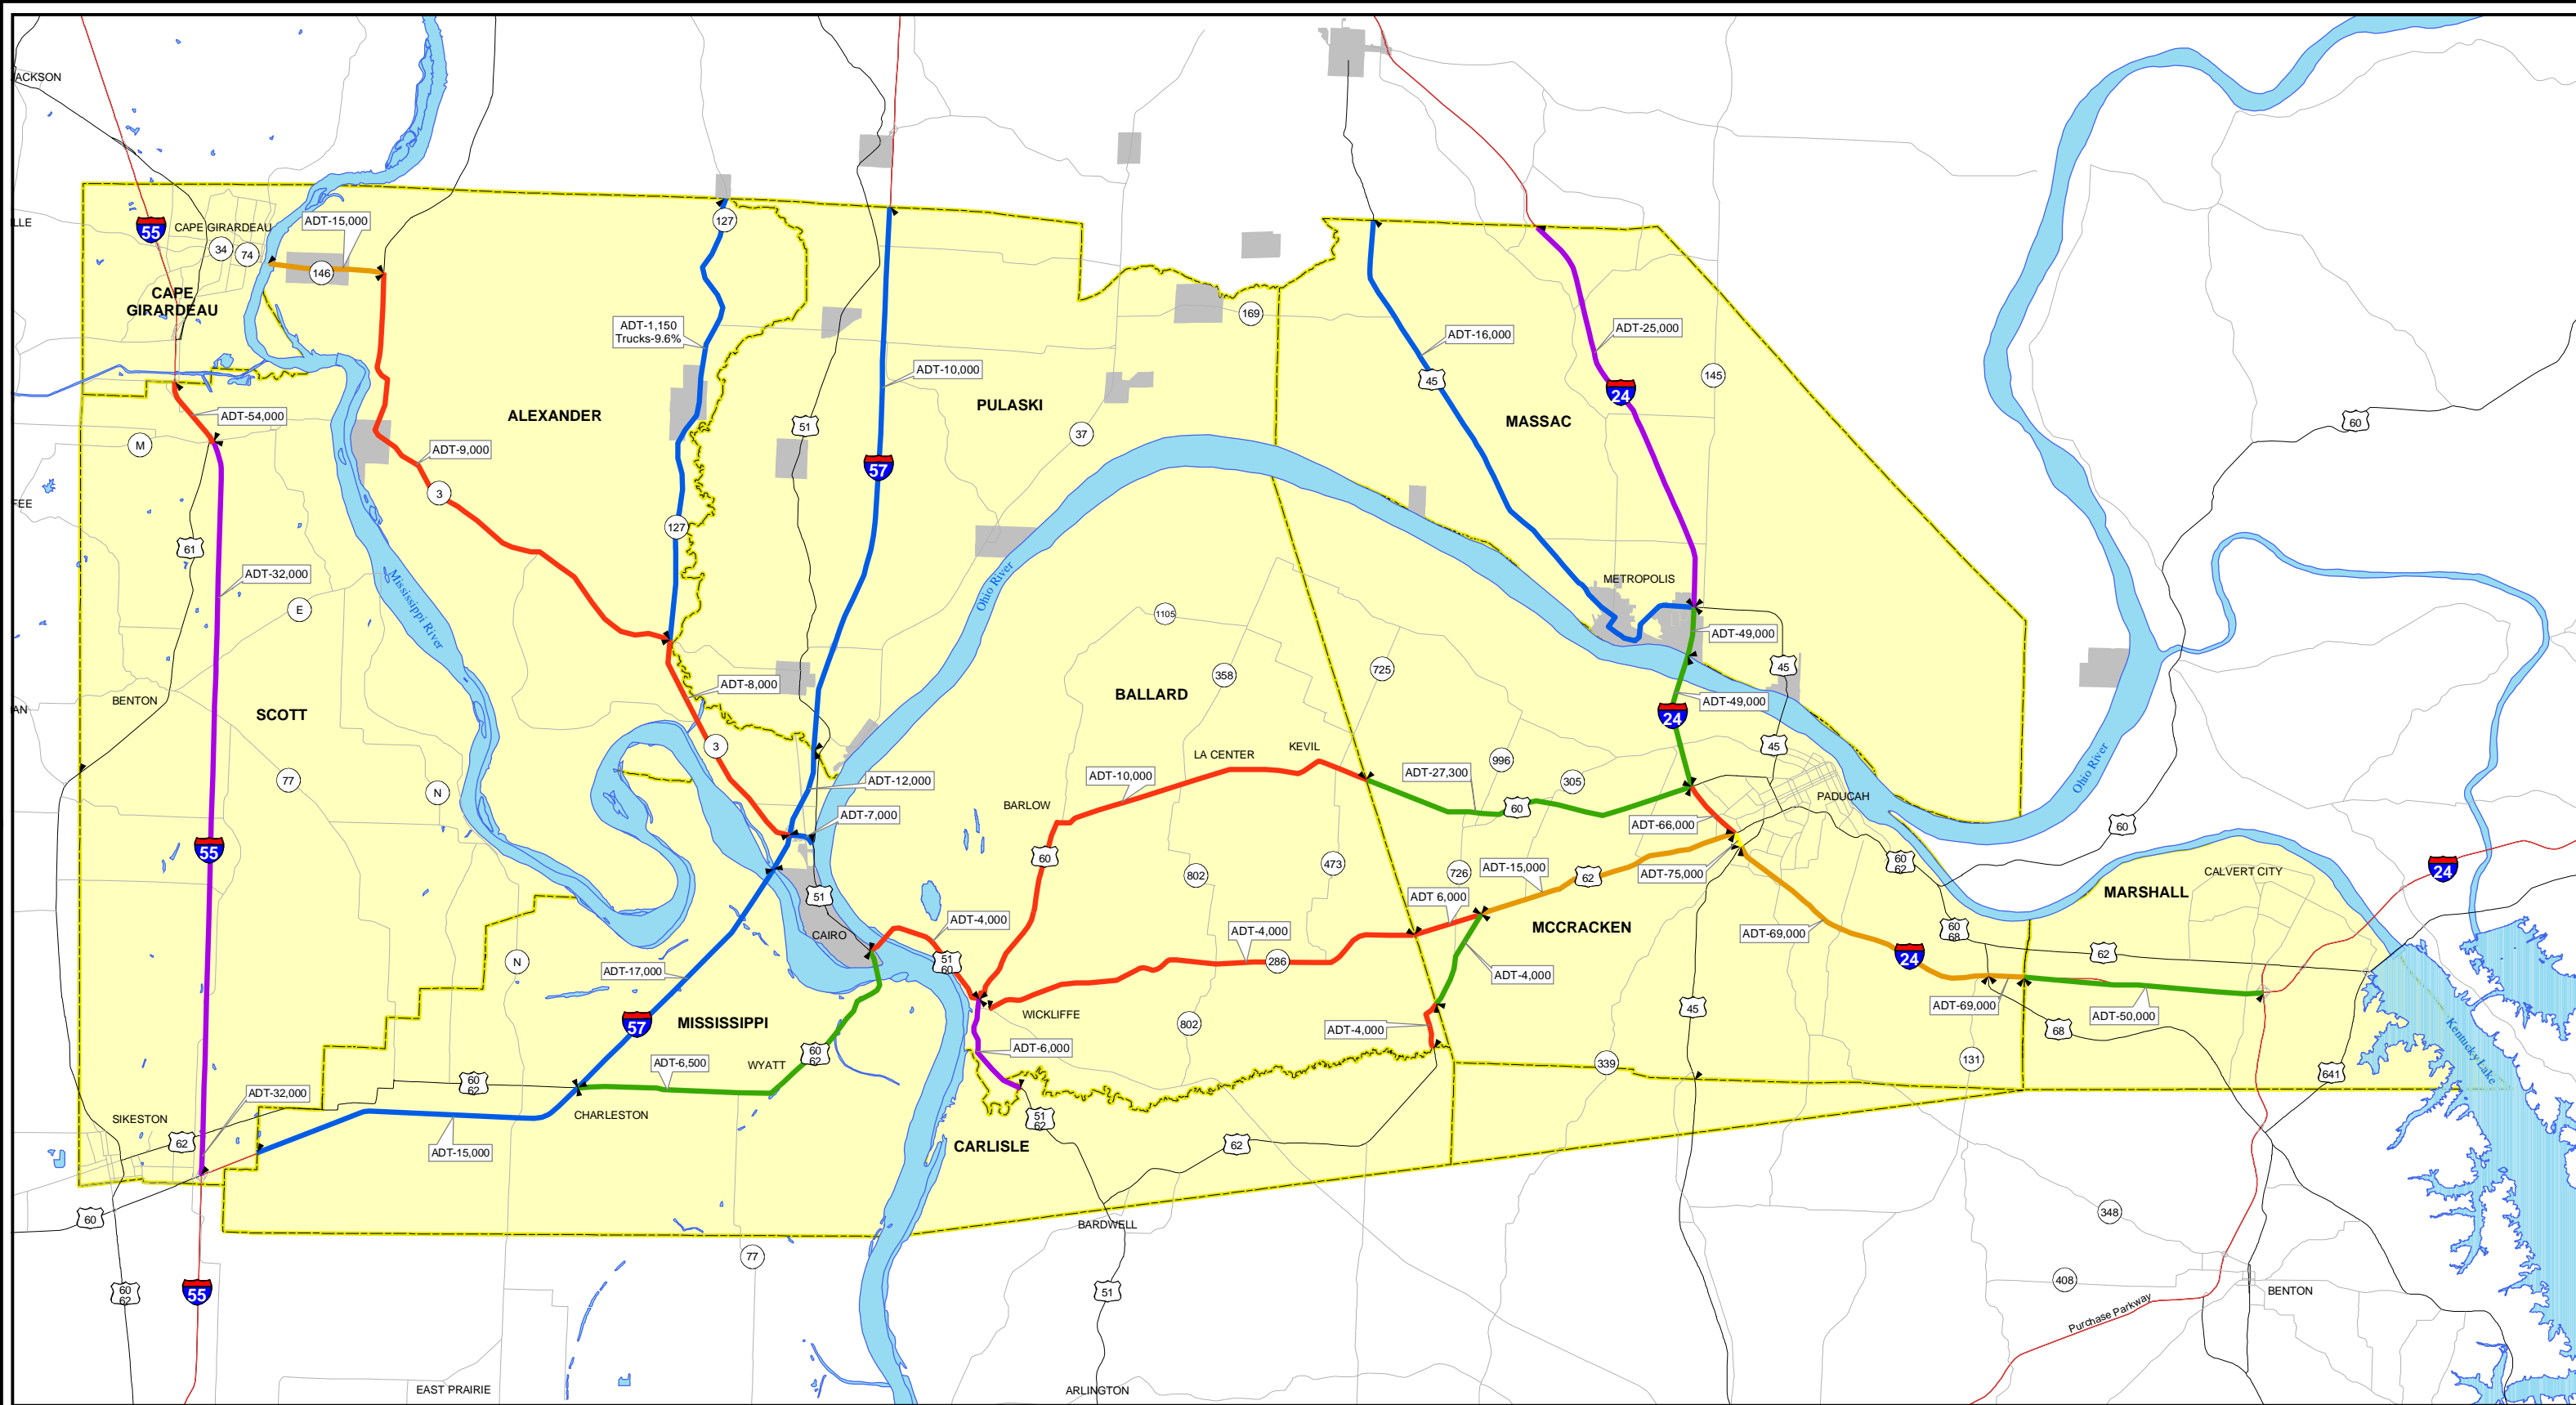 JACKSON
ILLE
55
CAPE GIRARDEAU
34
74
ADT-15,000
146
127
CAPE
GIRARDEAU
169
ADT-1,150
Trucks-9.6%
ADT-16,000
ADT-25,000
45
24
145
60
ADT-10,000
ADT-54,000
ALEXANDER
PULASKI
MASSAC
51
37
M
ADT-9,000
57
3
FEE
127
61
ADT-32,000
E
Mississippi River
Ohio River
METROPOLIS
1105
ADT-49,000
45
725
358
ADT-8,000
BENTON
IAN
SCOTT
BALLARD
ADT-49,000
24
3
45
LA CENTER
KEVIL
996
Ohio River
77
N
ADT-12,000
ADT-10,000
ADT-27,300
305
60
PADUCAH
BARLOW
ADT-7,000
ADT-66,000
60
55
60
473
802
726
ADT-15,000
62
ADT-75,000
60
62
24
CALVERT CITY
MARSHALL
51
ADT 6,000
ADT-4,000
ADT-4,000
MCCRACKEN
CAIRO
ADT-69,000
60
68
62
N
51
60
286
24
ADT-17,000
ADT-4,000
ADT-69,000
45
WICKLIFFE
ADT-50,000
57
MISSISSIPPI
802
ADT-4,000
68
ADT-6,500
WYATT
60
62
ADT-6,000
339
131
Kentucky Lake
641
60
62
ADT-32,000
SIKESTON
CHARLESTON
51
62
62
62
CARLISLE
ADT-15,000
60
BARDWELL
348
77
408
60
62
55
51
BENTON
Purchase Parkway
EAST PRAIRIE
ARLINGTON